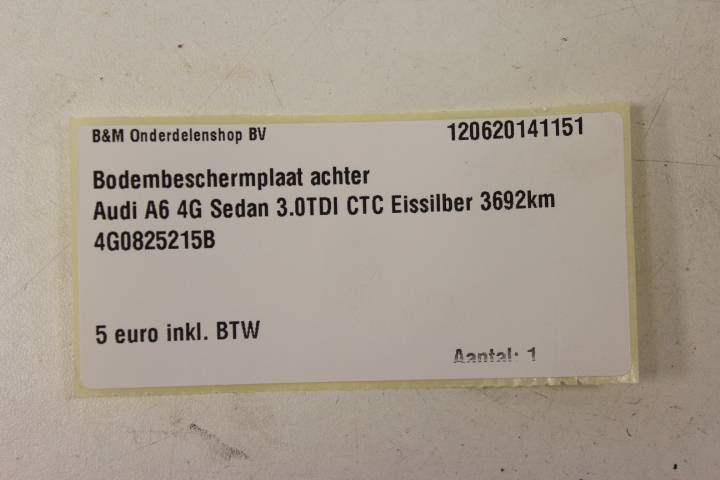 B&M Onderdelenshop BV 120620141151
Bodembeschermplaat achter
Audi A6 4G Sedan 3.0TDI CTC Eissilber 3692km
4G0825215B
5 euro inkl. BTW
Aantal: 1